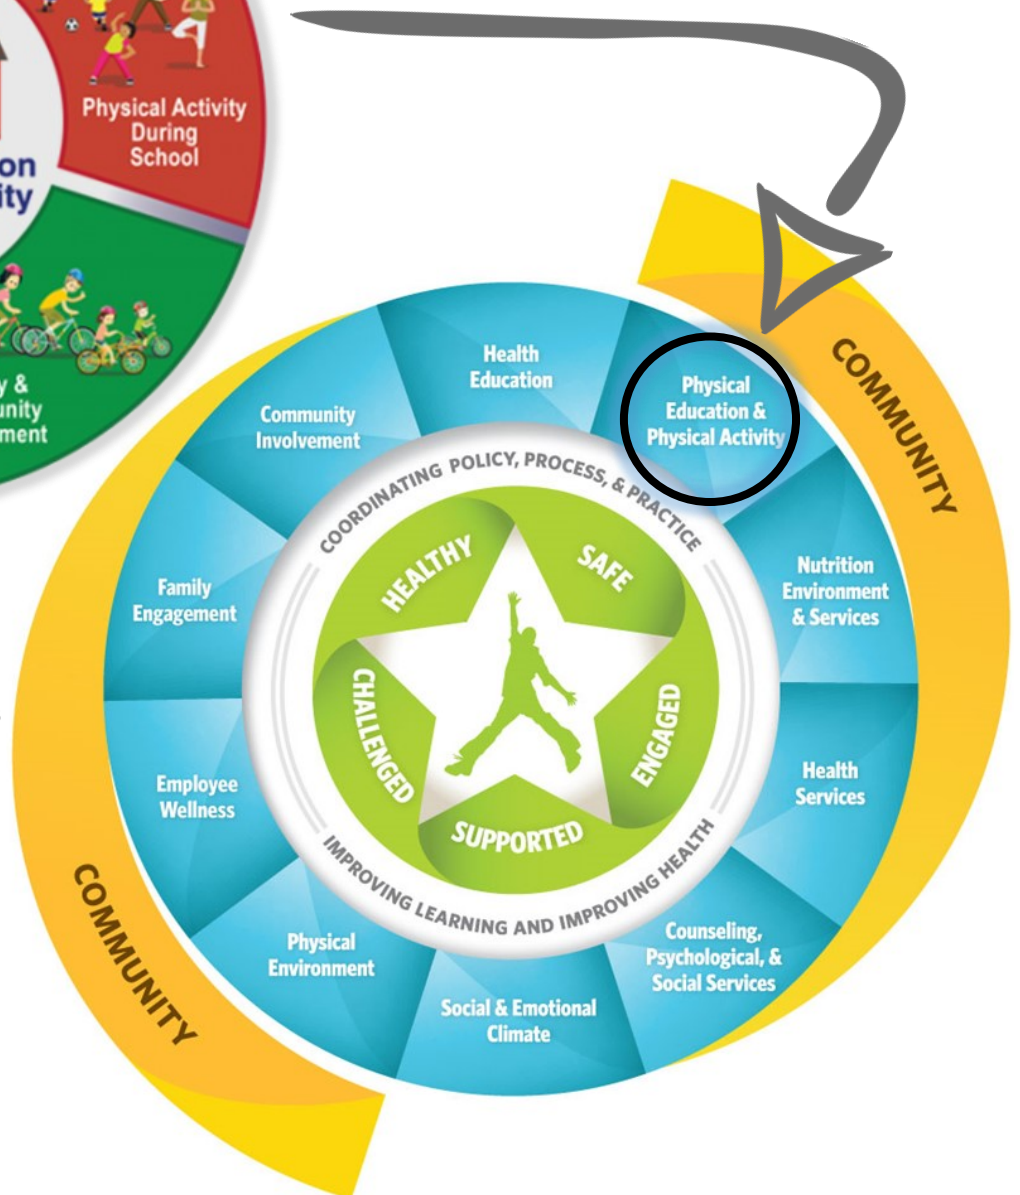 Physical Activity
During
School
on
ity
y &
unity
ment
COMMUNITY
Health
Education
Physical
Education &
Physical Activity
Community
Involvement
COORDINATING POLICY, PROCESS, & PRACTICE
HEALTHY
SAFE
Nutrition
Environment
& Services
Family
Engagement
CHALLENGED
ENGAGED
Employee
Wellness
Health
Services
SUPPORTED
IMPROVING LEARNING AND IMPROVING HEALTH
COMMUNITY
Physical
Environment
Counseling,
Psychological, &
Social Services
Social & Emotional
Climate